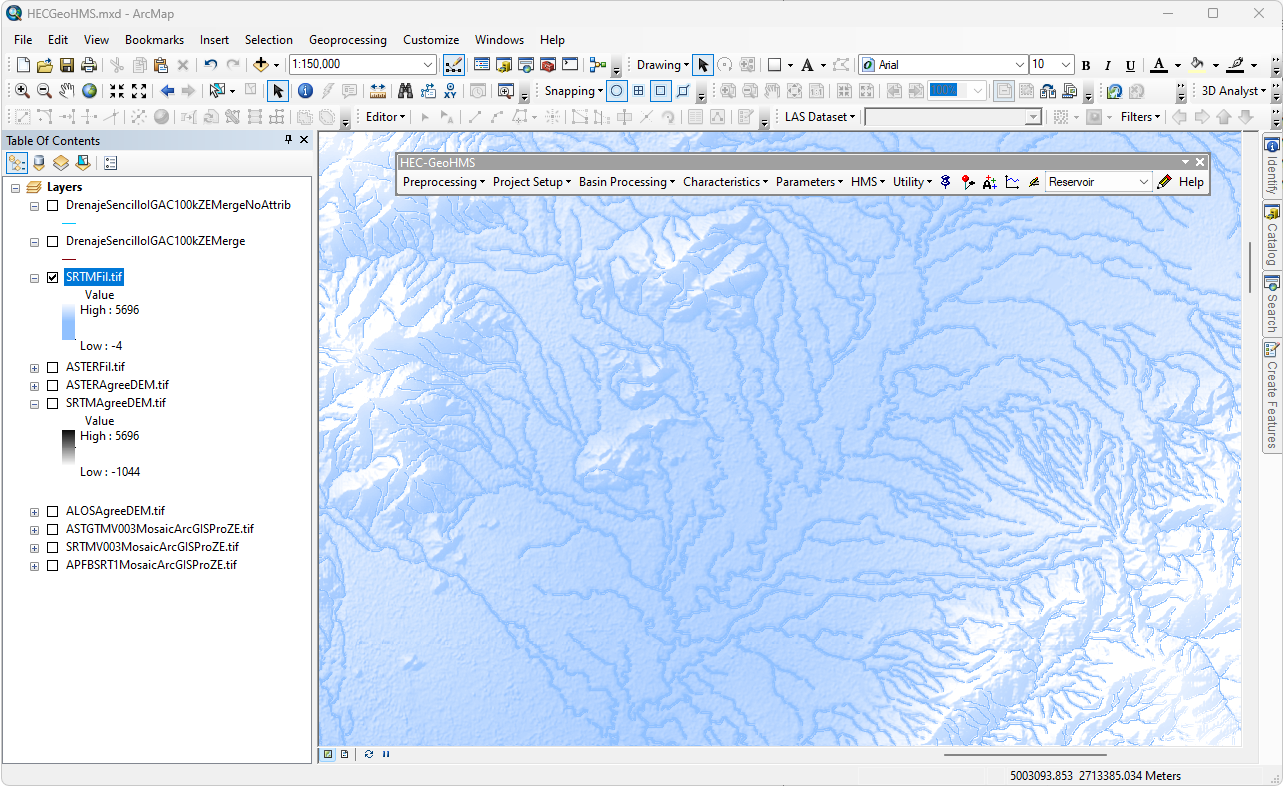 HECGeoHMS.mxd - ArcMap
File Edit View Bookmarks Insert Selection Geoprocessing Customize Windows Help
1:150,000 Drawing Arial 10 B I U A
Snapping 100% 3D Analyst
Editor LAS Dataset Filters
Table Of Contents
Layers
DrenajeSencilloIGAC100kZEMergeNoAttrib
DrenajeSencilloIGAC100kZEMerge
SRTMFil.tif
Value
High : 5696
Low : -4
ASTERFil.tif
ASTERAgreeDEM.tif
SRTMAgreeDEM.tif
Value
High : 5696
Low : -1044
ALOSAgreeDEM.tif
ASTGTMV003MosaicArcGISProZE.tif
SRTMV003MosaicArcGISProZE.tif
APFBSRT1MosaicArcGISProZE.tif
HEC-GeoHMS
Preprocessing Project Setup Basin Processing Characteristics Parameters HMS Utility Reservoir Help
Identify
Catalog
Search
Create Features
5003093.853 2713385.034 Meters